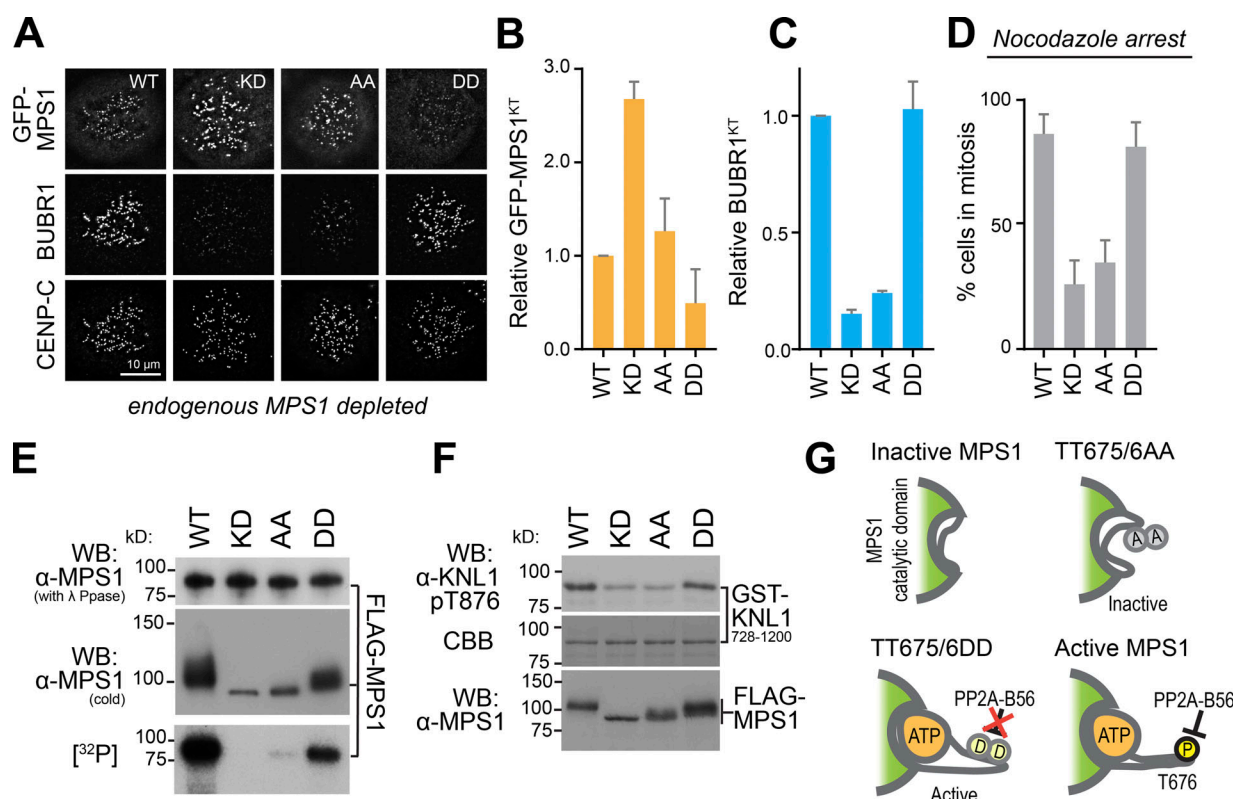 A
WT
KD
AA
DD
GFP-
MPS1
BUBR1
CENP-C
10 µm
endogenous MPS1 depleted
B
Relative GFP-MPS1KT
3.0
2.0
1.0
0.0
WT
KD
AA
DD
C
Relative BUBR1KT
1.0
0.5
0.0
WT
KD
AA
DD
D
Nocodazole arrest
% cells in mitosis
100
50
0
WT
KD
AA
DD
E
WT
KD
AA
DD
kD:
WB:
α-MPS1
(with λ Ppase)
100
75
WB:
α-MPS1
(cold)
150
100
[32P]
100
75
FLAG-MPS1
F
WT
KD
AA
DD
kD:
WB:
α-KNL1
pT876
100
75
CBB
100
75
GST-
KNL1
728-1200
WB:
α-MPS1
150
100
75
FLAG-
MPS1
G
Inactive MPS1
MPS1
catalytic domain
TT675/6AA
A
A
Inactive
TT675/6DD
PP2A-B56
ATP
D
D
Active
Active MPS1
PP2A-B56
ATP
P
T676